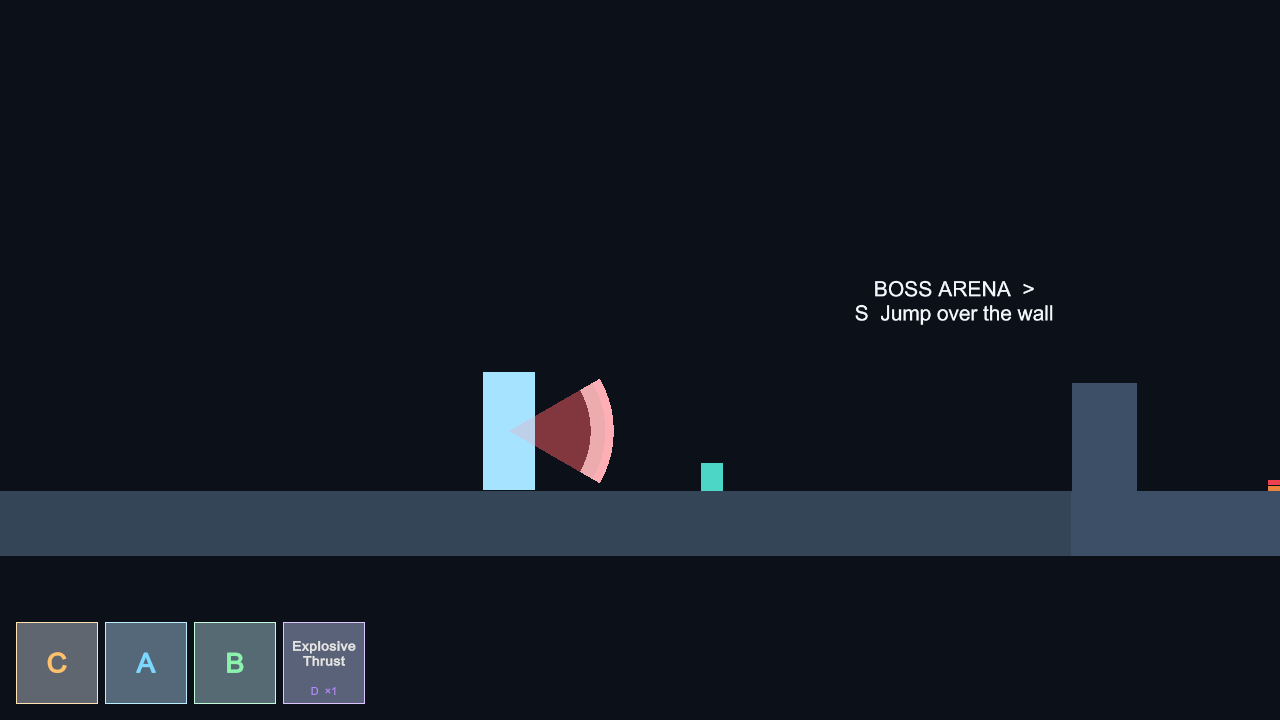 BOSS ARENA  >
S  Jump over the wall
C
A
B
Explosive
Thrust
D  ×1